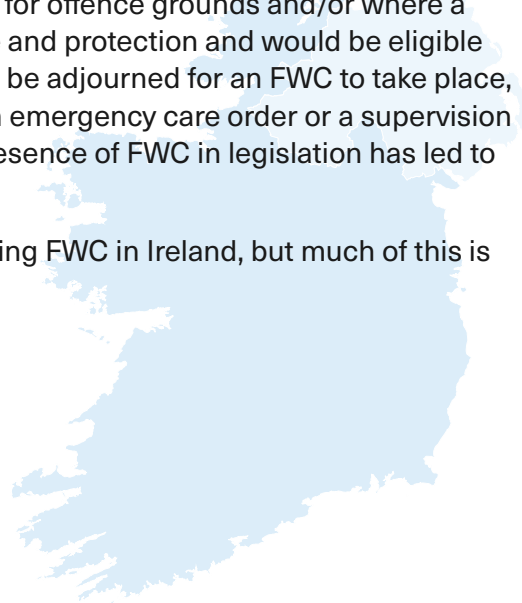 for offence grounds and/or where a
and protection and would be eligible
be adjourned for an FWC to take place,
emergency care order or a supervision
esence of FWC in legislation has led to
ing FWC in Ireland, but much of this is